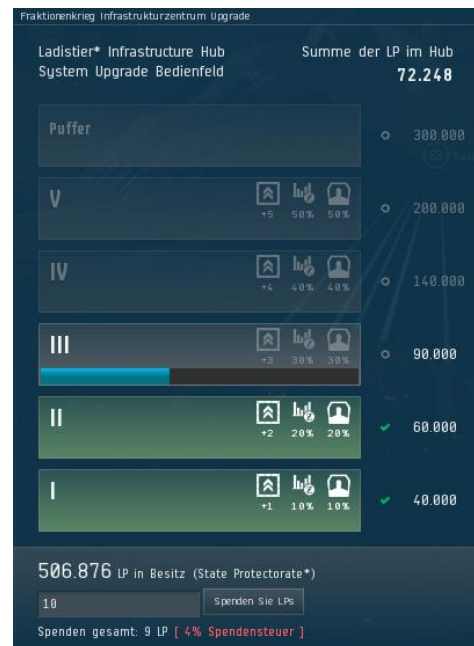 Fraktionenkrieg Infrastrukturzentrum Upgrade
Ladistier* Infrastructure Hub
System Upgrade Bedienfeld
Summe der LP im Hub
72.248
Puffer
300.000
V
+5 50% 50%
200.000
IV
+4 40% 40%
140.000
III
+3 30% 30%
90.000
II
+2 20% 20%
60.000
I
+1 10% 10%
40.000
506.876 LP in Besitz (State Protectorate*)
10
Spenden Sie LPs
Spenden gesamt: 9 LP [ 4% Spendensteuer ]